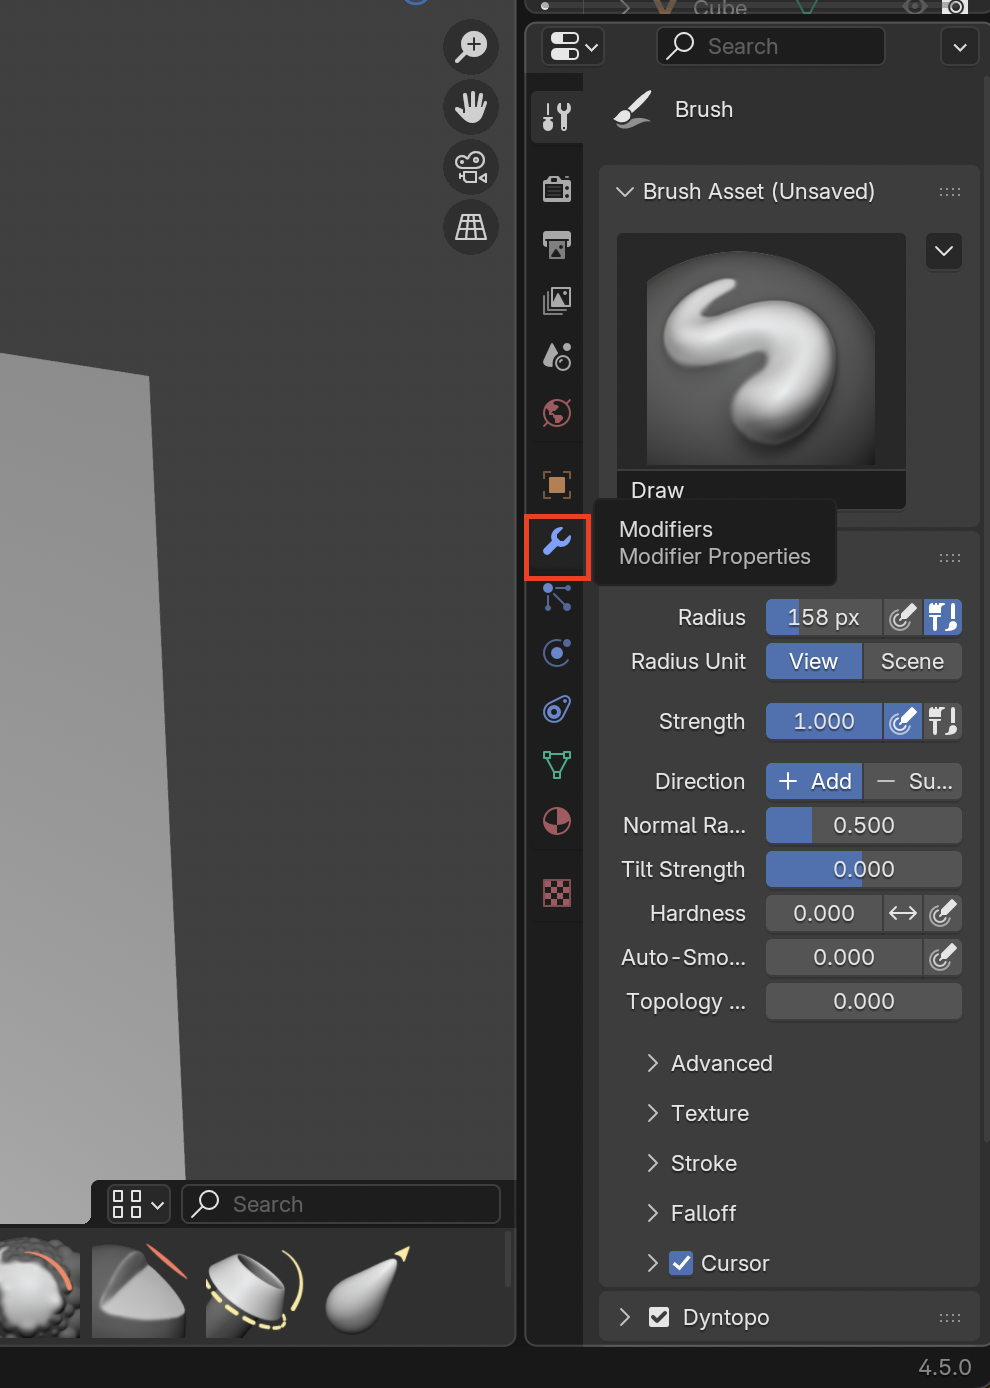 Cube
Search
Brush
Brush Asset (Unsaved)
Draw
Modifiers
Modifier Properties
Radius 158 px
Radius Unit View Scene
Strength 1.000
Direction + Add − Su...
Normal Ra... 0.500
Tilt Strength 0.000
Hardness 0.000
Auto-Smo... 0.000
Topology ... 0.000
Advanced
Texture
Stroke
Falloff
Cursor
Dyntopo
Search
4.5.0